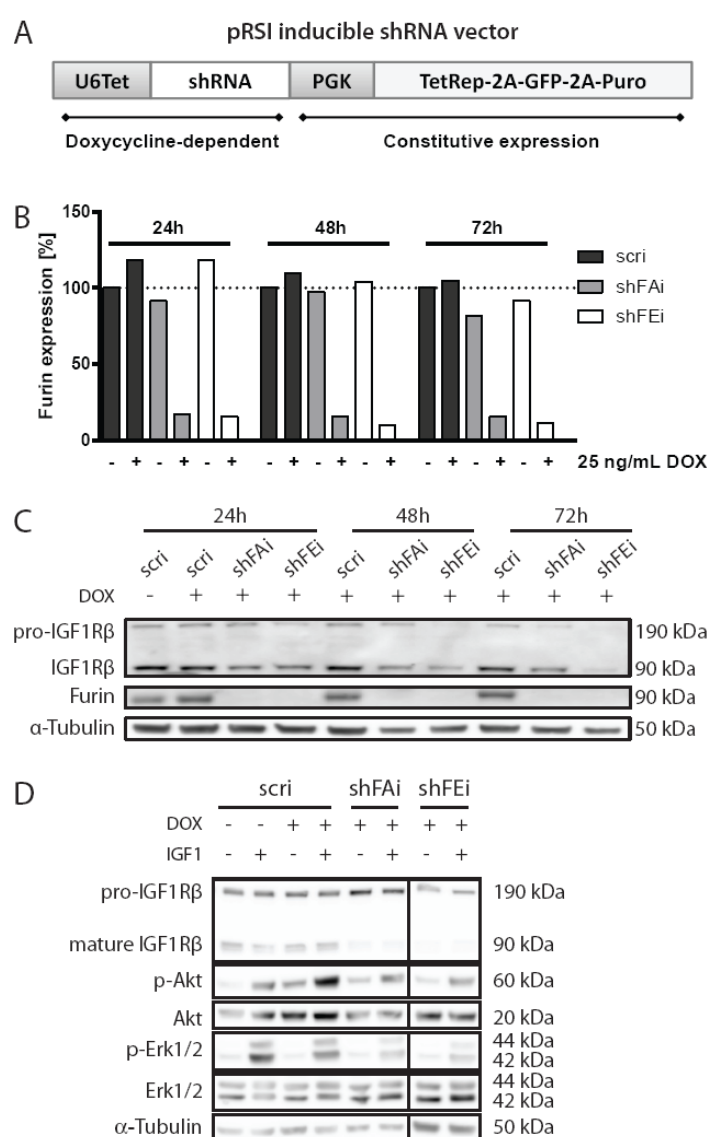 A
pRSI inducible shRNA vector
U6Tet shRNA PGK TetRep-2A-GFP-2A-Puro
Doxycycline-dependent Constitutive expression
B
Furin expression [%]
150
100
50
0
24h 48h 72h
scri
shFAi
shFEi
- + - + - + - + - + - + - + - + - + 25 ng/mL DOX
C
24h 48h 72h
scri scri shFAi shFEi scri shFAi shFEi scri shFAi shFEi
DOX - + + + + + + + + +
pro-IGF1Rβ 190 kDa
IGF1Rβ 90 kDa
Furin 90 kDa
α-Tubulin 50 kDa
D
scri shFAi shFEi
DOX - - + + + + + +
IGF1 - + - + - + - +
pro-IGF1Rβ 190 kDa
mature IGF1Rβ 90 kDa
p-Akt 60 kDa
Akt 20 kDa
p-Erk1/2 44 kDa
42 kDa
Erk1/2 44 kDa
42 kDa
α-Tubulin 50 kDa